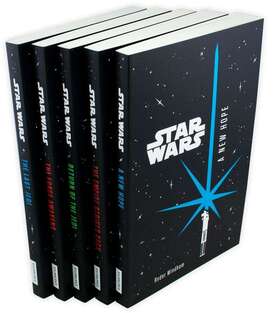 STAR WARS
THE LAST JEDI
STAR WARS
THE FORCE AWAKENS
STAR WARS
RETURN OF THE JEDI
STAR WARS
THE EMPIRE STRIKES BACK
STAR WARS
A NEW HOPE
STAR
WARS
A NEW HOPE
Ryder Windham